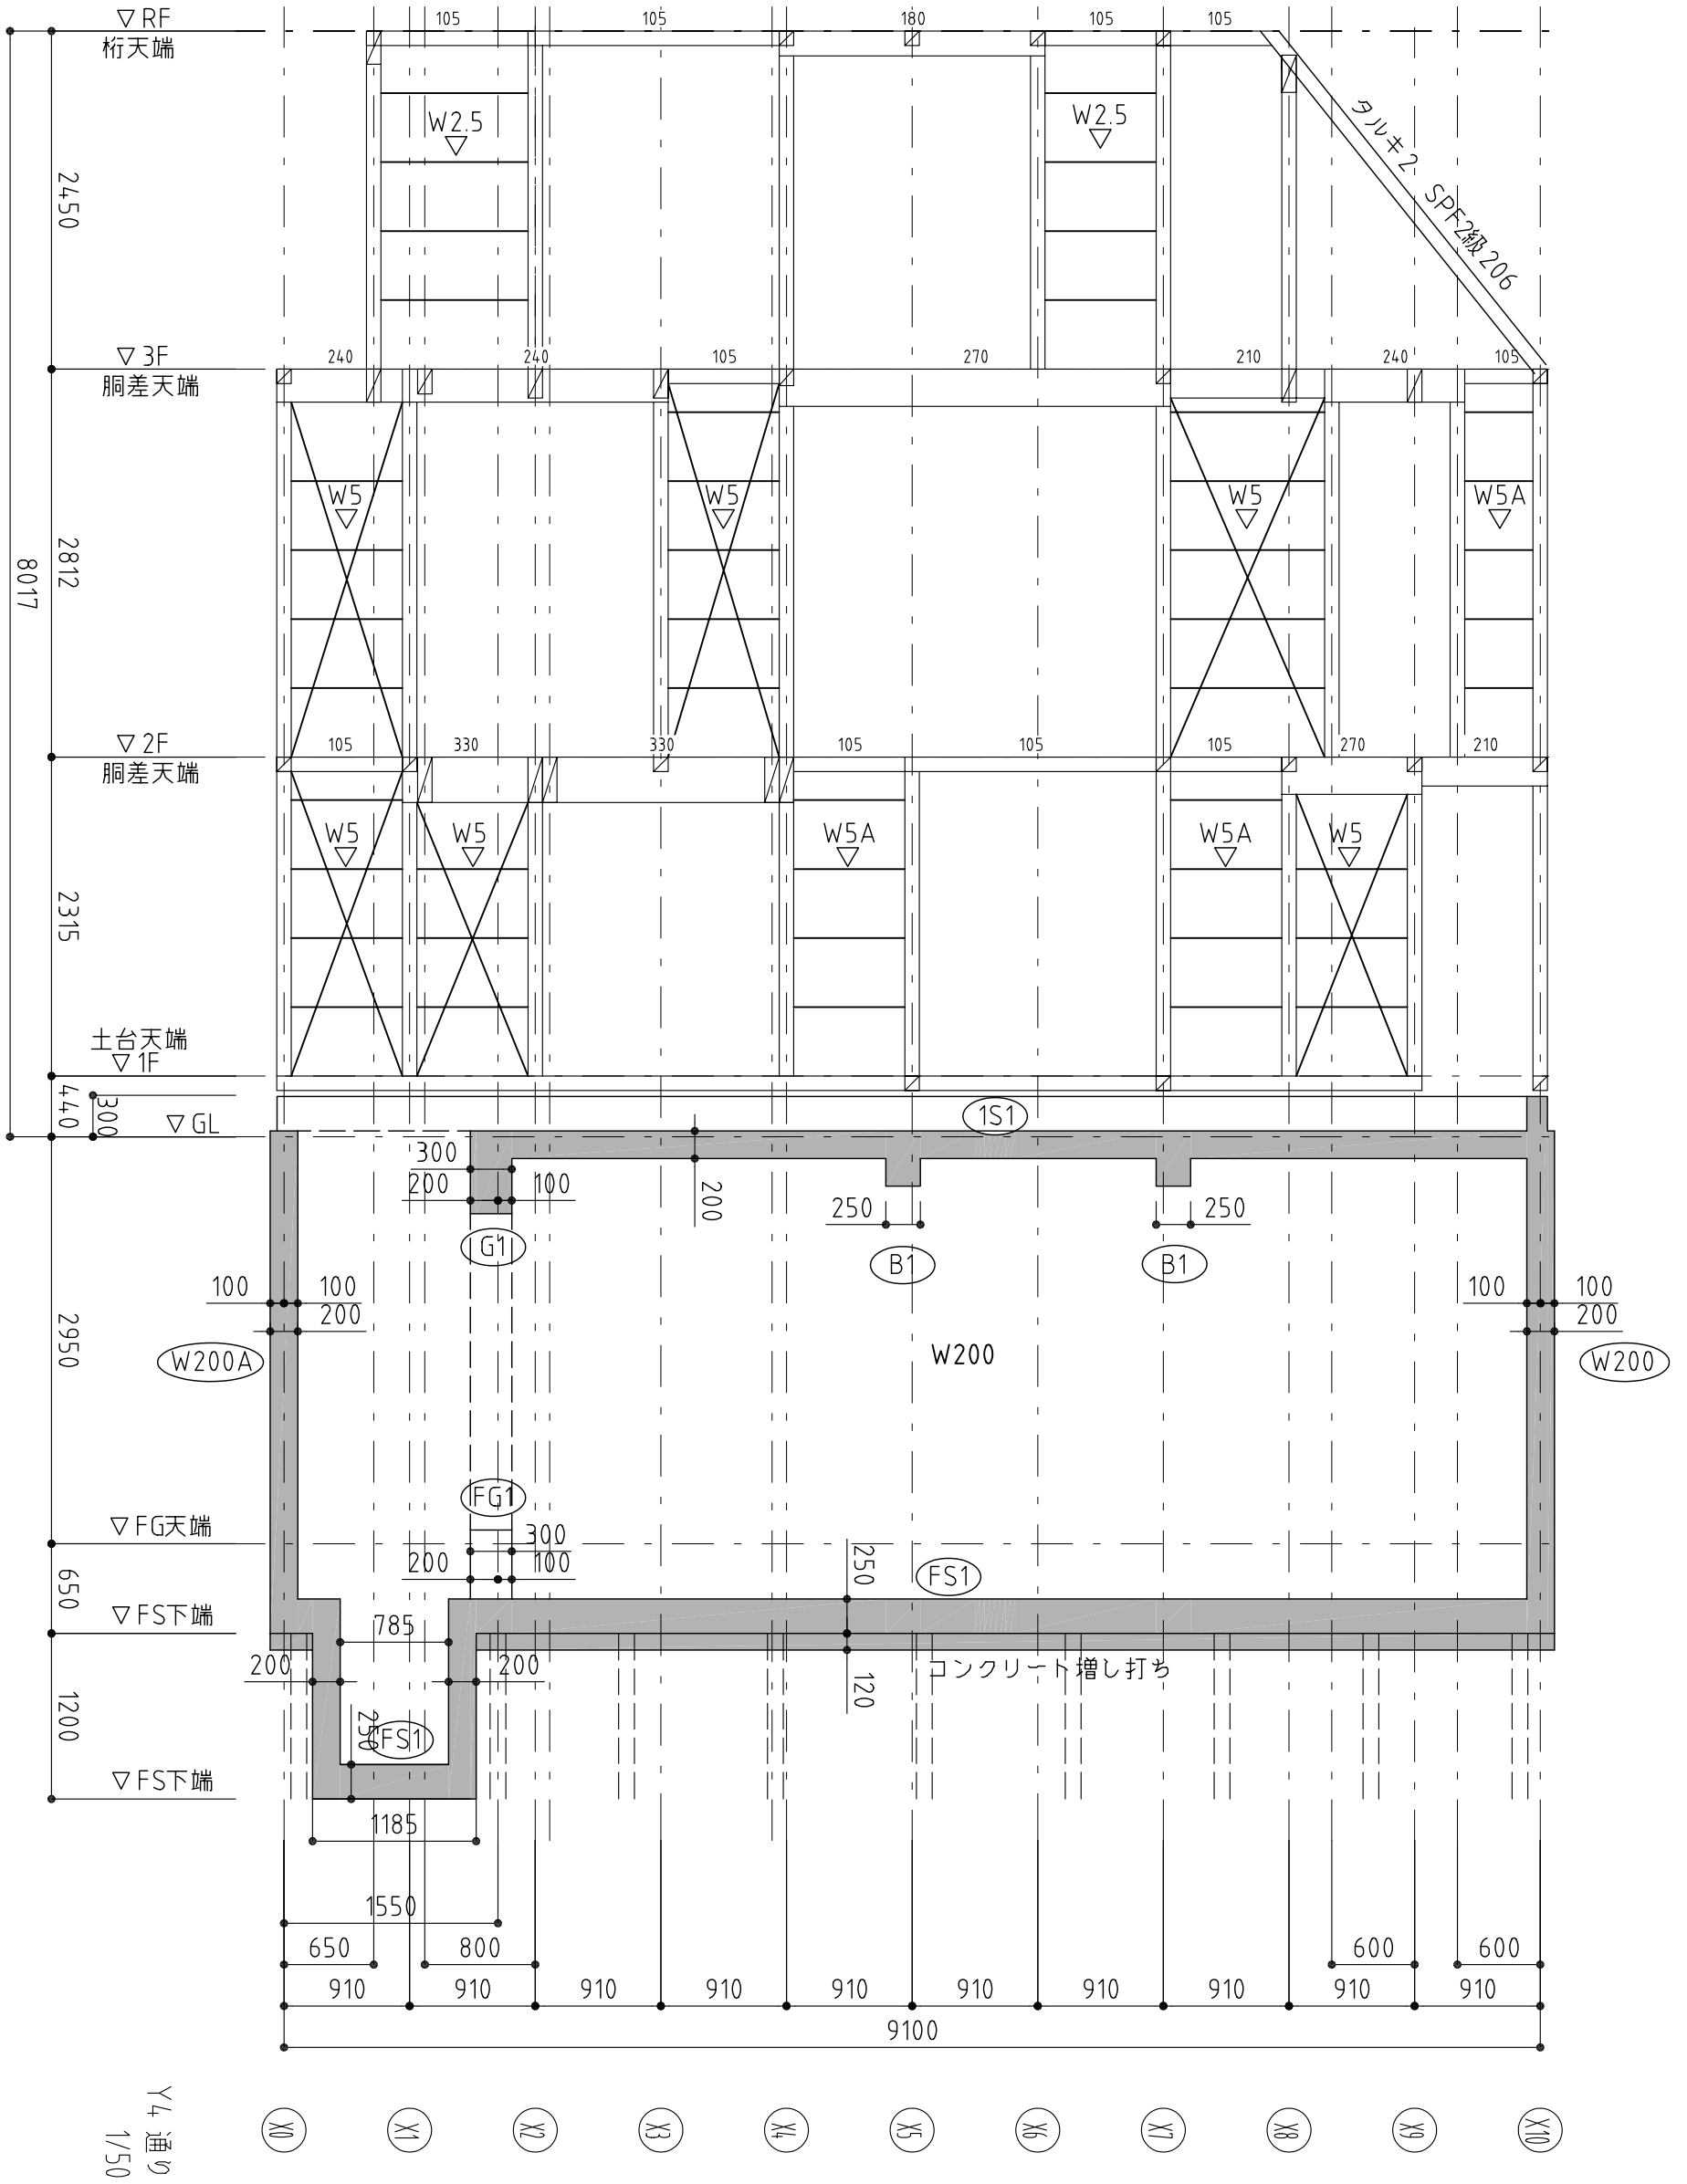 ▽RF
桁天端
105
105
180
105
105
W2.5
W2.5
タルキ2 SPF2級206
2450
▽3F
胴差天端
240
240
105
270
210
240
105
W5
W5
W5
W5A
2812
8017
▽2F
胴差天端
105
330
330
105
105
105
270
210
W5
W5
W5A
W5A
W5
2315
土台天端
▽1F
440
300
▽GL
1S1
300
200
100
200
250
250
G1
B1
B1
100
100
200
100
100
200
W200A
W200
W200
2950
FG1
▽FG天端
300
200
100
250
FS1
650
▽FS下端
785
200
200
120
コンクリート増し打ち
250
FS1
1200
▽FS下端
1185
1550
650
800
600
600
910
910
910
910
910
910
910
910
910
910
9100
X0
X1
X2
X3
X4
X5
X6
X7
X8
X9
X10
Y4 通り
1/50